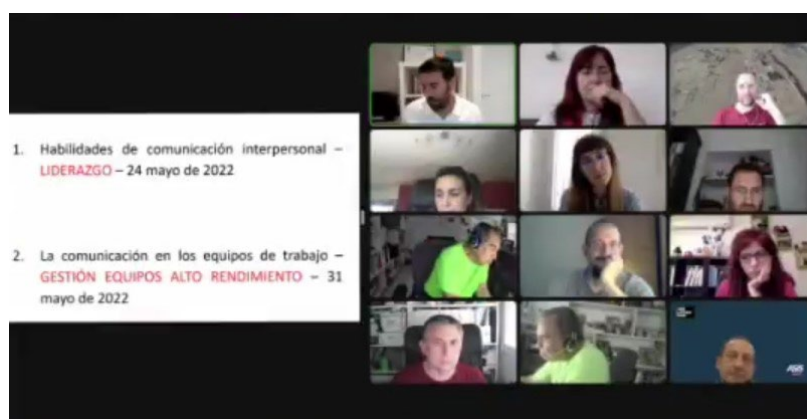 1. Habilidades de comunicación interpersonal –
LIDERAZGO – 24 mayo de 2022
2. La comunicación en los equipos de trabajo –
GESTIÓN EQUIPOS ALTO RENDIMIENTO – 31
mayo de 2022